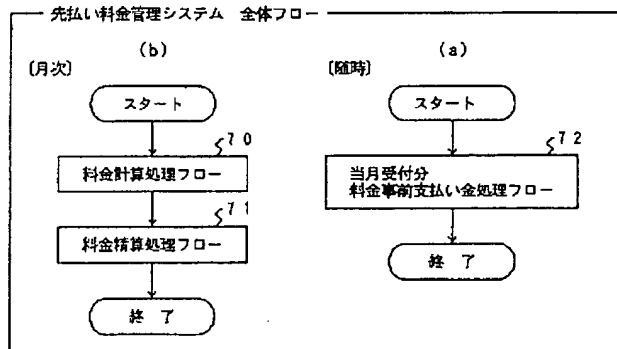 先払い料金管理システム 全体フロー
(b)
[月次]
スタート
70
料金計算処理フロー
71
料金精算処理フロー
終 了
(a)
[随時]
スタート
72
当月受付分
料金事前支払い金処理フロー
終 了